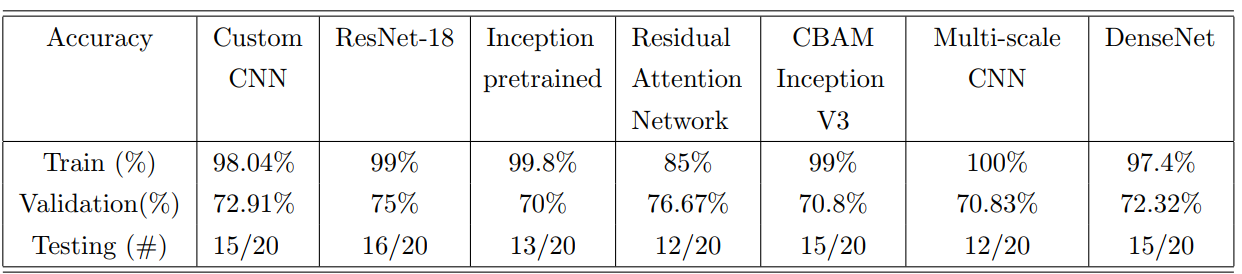 Accuracy Custom ResNet-18 Inception Residual CBAM Multi-scale DenseNet
CNN pretrained Attention Inception CNN
Network V3
Train (%) 98.04% 99% 99.8% 85% 99% 100% 97.4%
Validation(%) 72.91% 75% 70% 76.67% 70.8% 70.83% 72.32%
Testing (#) 15/20 16/20 13/20 12/20 15/20 12/20 15/20